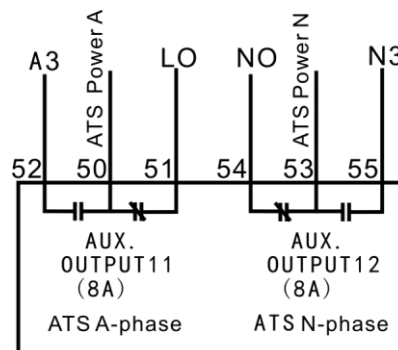 A3
ATS Power A
LO
NO
ATS Power N
N3
52
50
51
54
53
55
AUX.
OUTPUT11
(8A)
ATS A-phase
AUX.
OUTPUT12
(8A)
ATS N-phase